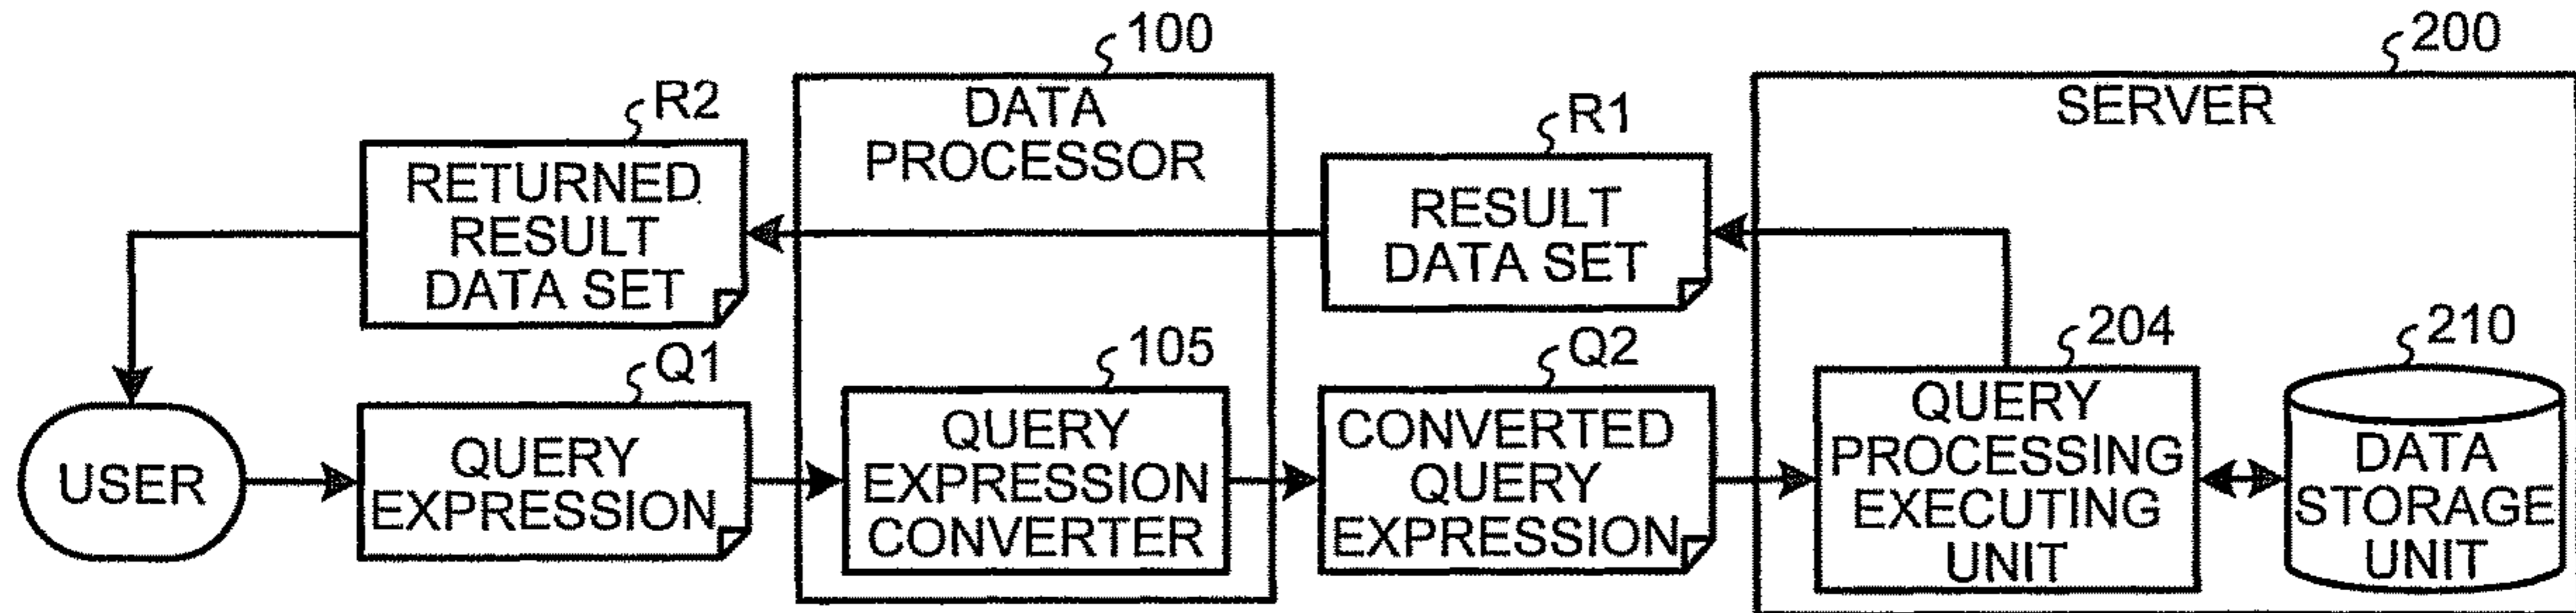 100
DATA
PROCESSOR
200
SERVER
R2
RETURNED
RESULT
DATA SET
R1
RESULT
DATA SET
USER
Q1
QUERY
EXPRESSION
105
QUERY
EXPRESSION
CONVERTER
Q2
CONVERTED
QUERY
EXPRESSION
204
QUERY
PROCESSING
EXECUTING
UNIT
210
DATA
STORAGE
UNIT